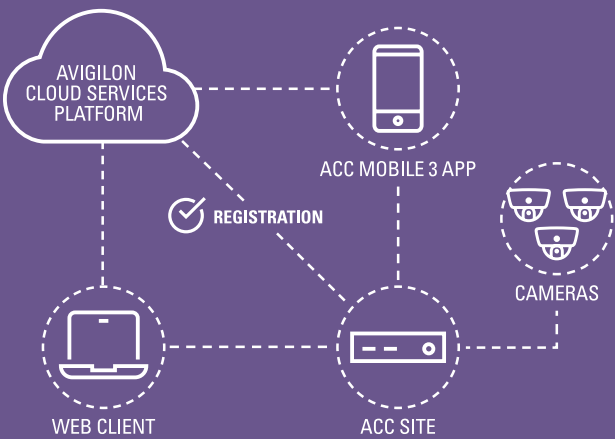 AVIGILON
CLOUD SERVICES
PLATFORM
ACC MOBILE 3 APP
REGISTRATION
CAMERAS
WEB CLIENT
ACC SITE